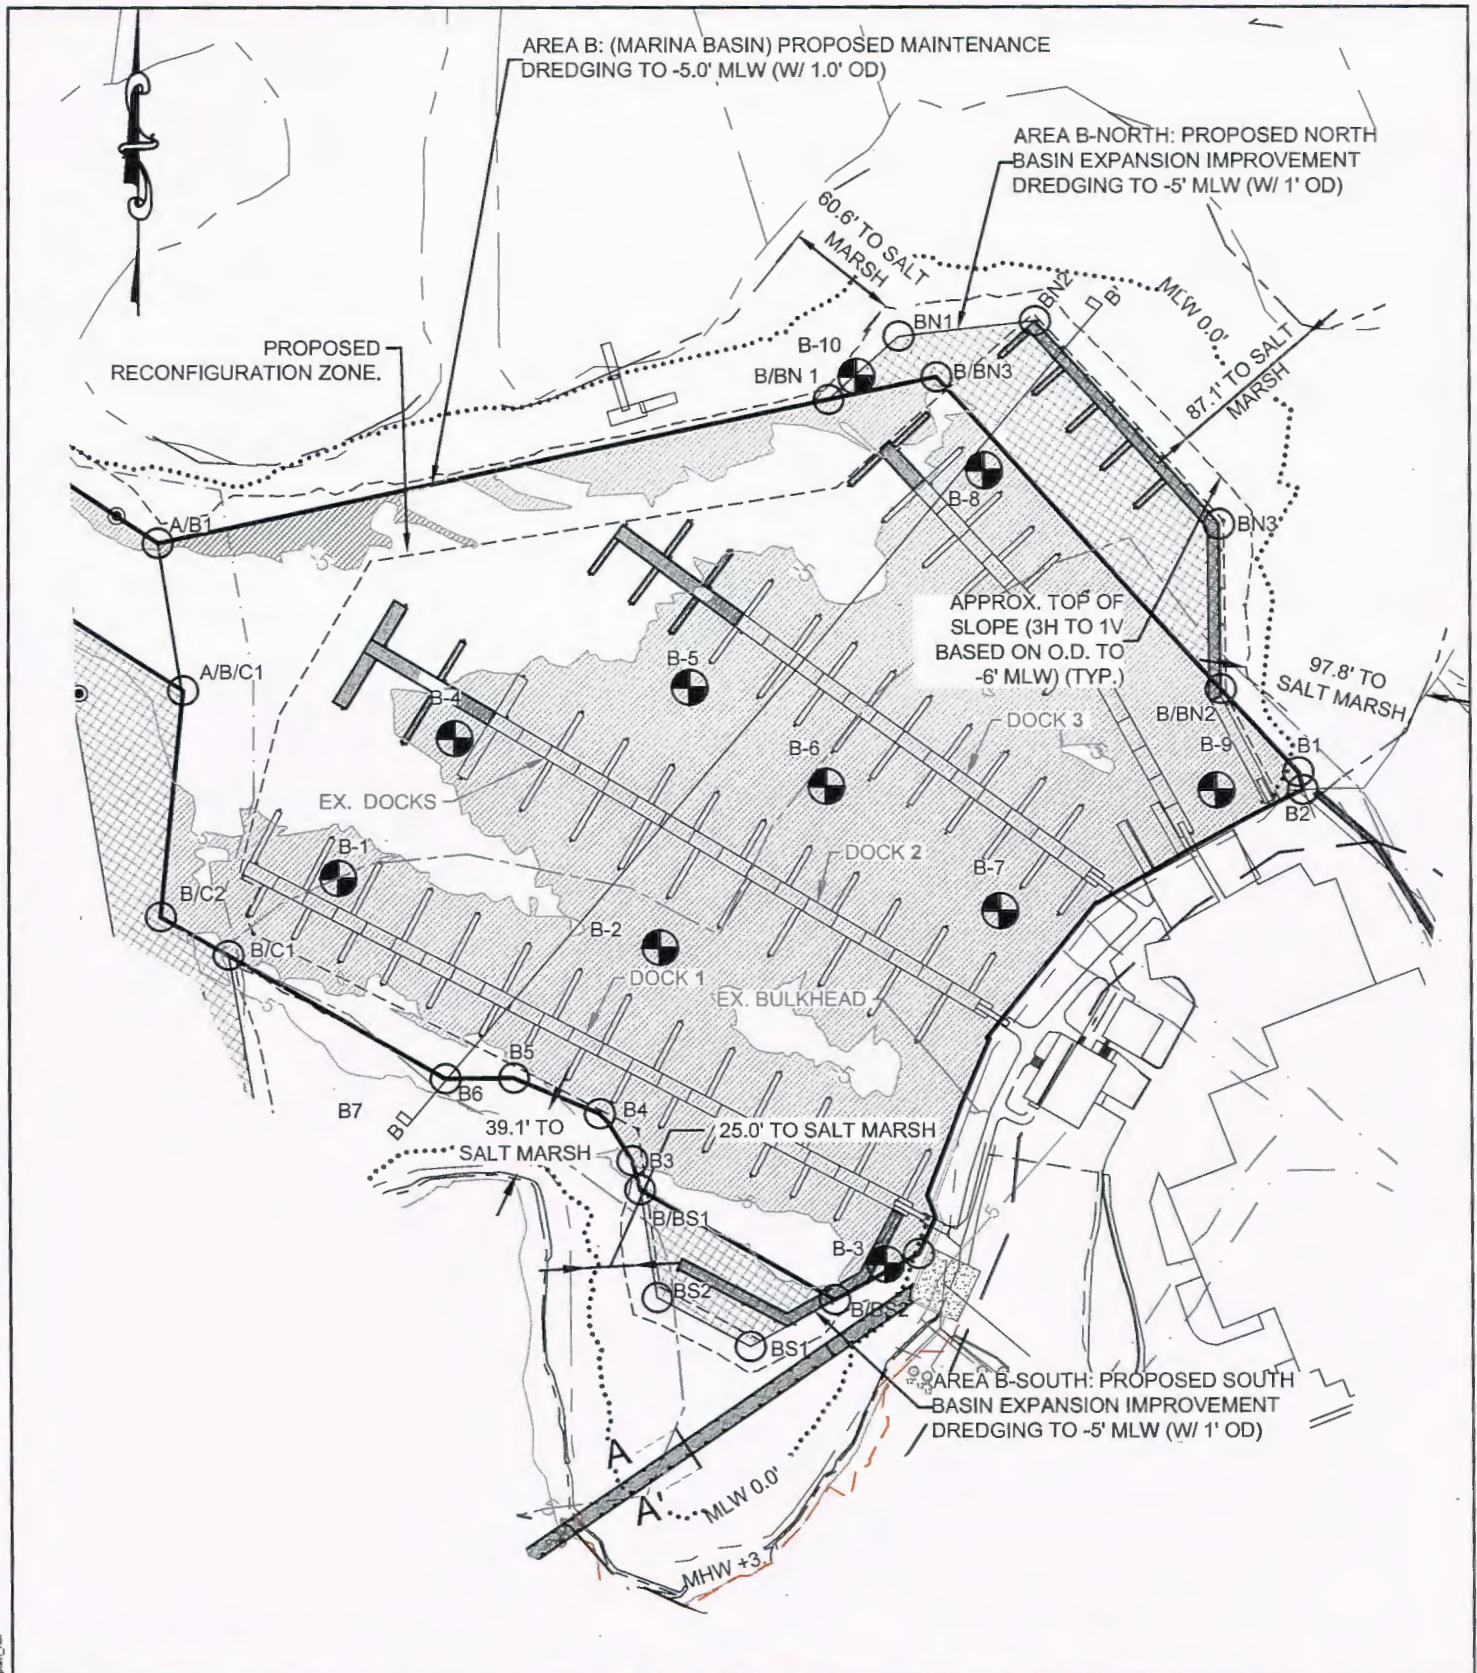 AREA B: (MARINA BASIN) PROPOSED MAINTENANCE
DREDGING TO -5.0' MLW (W/ 1.0' OD)
AREA B-NORTH: PROPOSED NORTH
BASIN EXPANSION IMPROVEMENT
DREDGING TO -5' MLW (W/ 1' OD)
60.6' TO SALT
MARSH
BN1
BN2
B'
MLW 0.0'
87.1' TO SALT
MARSH
PROPOSED
RECONFIGURATION ZONE.
B-10
B/BN 1
B/BN3
B-8
A/B1
BN3
APPROX. TOP OF
SLOPE (3H TO 1V
BASED ON O.D. TO
-6' MLW) (TYP.)
97.8' TO
SALT MARSH
A/B/C1
B-5
B-4
B/BN2
DOCK 3
B-6
B-9
B1
B2
EX. DOCKS
B-1
DOCK 2
B-7
B/C2
B-2
B/C1
DOCK 1
EX. BULKHEAD
B5
B6
B7
B
B4
39.1' TO
SALT MARSH
25.0' TO SALT MARSH
B3
B/BS1
B-3
BS2
B/BS2
BS1
AREA B-SOUTH: PROPOSED SOUTH
BASIN EXPANSION IMPROVEMENT
DREDGING TO -5' MLW (W/ 1' OD)
A
A'
MLW 0.0'
MHW +3.7'